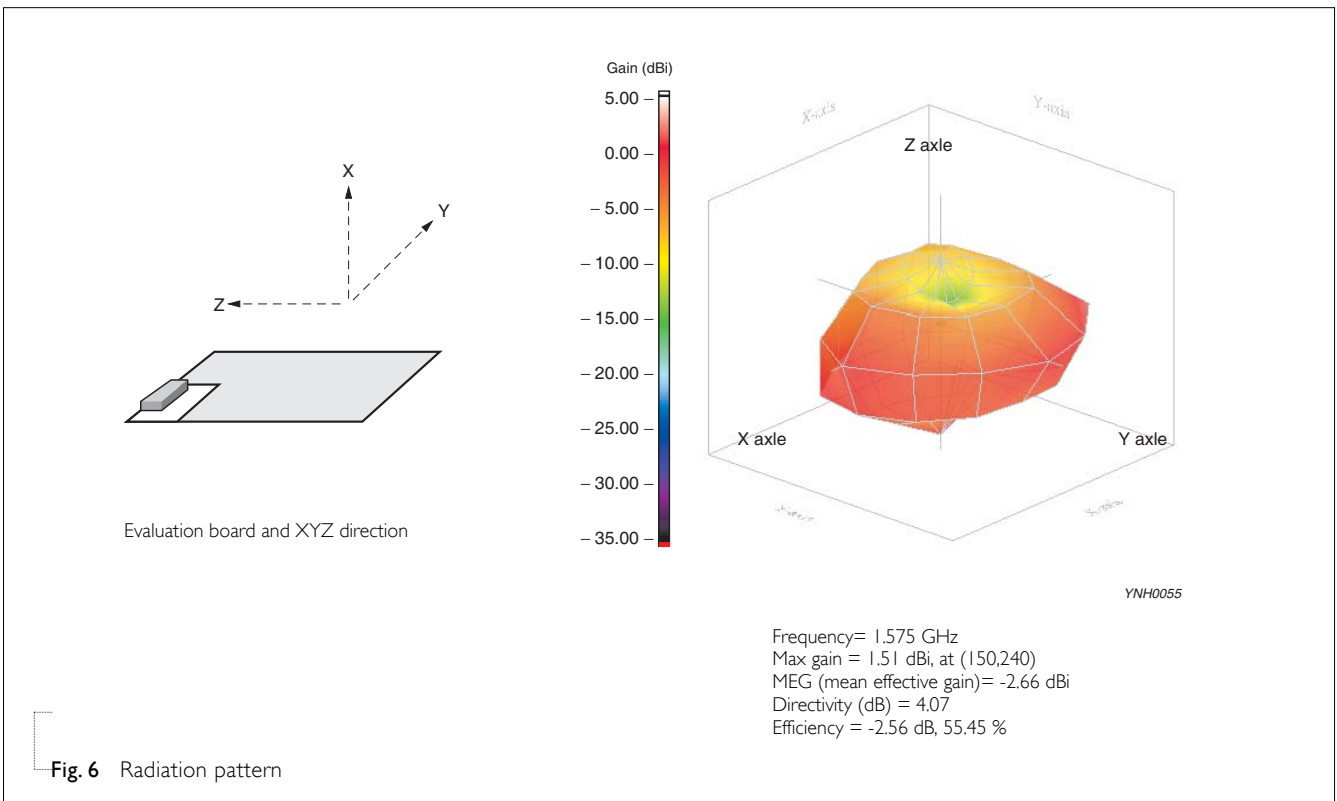 Gain (dBi)
5.00 –
0.00 –
– 5.00 –
– 10.00 –
– 15.00 –
– 20.00 –
– 25.00 –
– 30.00 –
– 35.00 –
X
Y
Z
Evaluation board and XYZ direction
X-axis
Y-axis
Z axle
X axle
Y axle
YNH0055
Frequency= 1.575 GHz
Max gain = 1.51 dBi, at (150,240)
MEG (mean effective gain)= -2.66 dBi
Directivity (dB) = 4.07
Efficiency = -2.56 dB, 55.45 %
Fig. 6 Radiation pattern